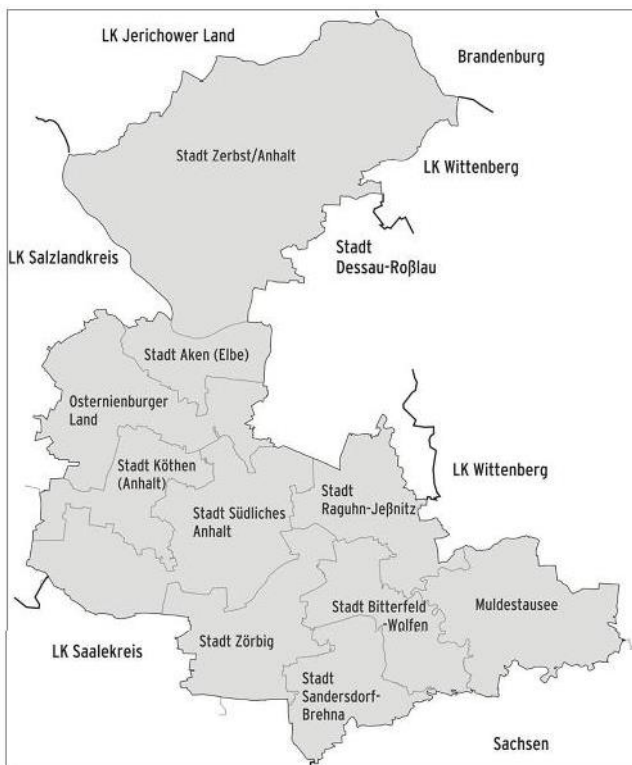 LK Jerichower Land
Brandenburg
Stadt Zerbst/Anhalt
LK Wittenberg
LK Salzlandkreis
Stadt
Dessau-Roßlau
Stadt Aken (Elbe)
Osternienburger
Land
Stadt Köthen
(Anhalt)
LK Wittenberg
Stadt
Raguhn-Jeßnitz
Stadt Südliches
Anhalt
Stadt Bitterfeld
-Wolfen
Muldestausee
Stadt Zörbig
LK Saalekreis
Stadt
Sandersdorf-
Brehna
Sachsen